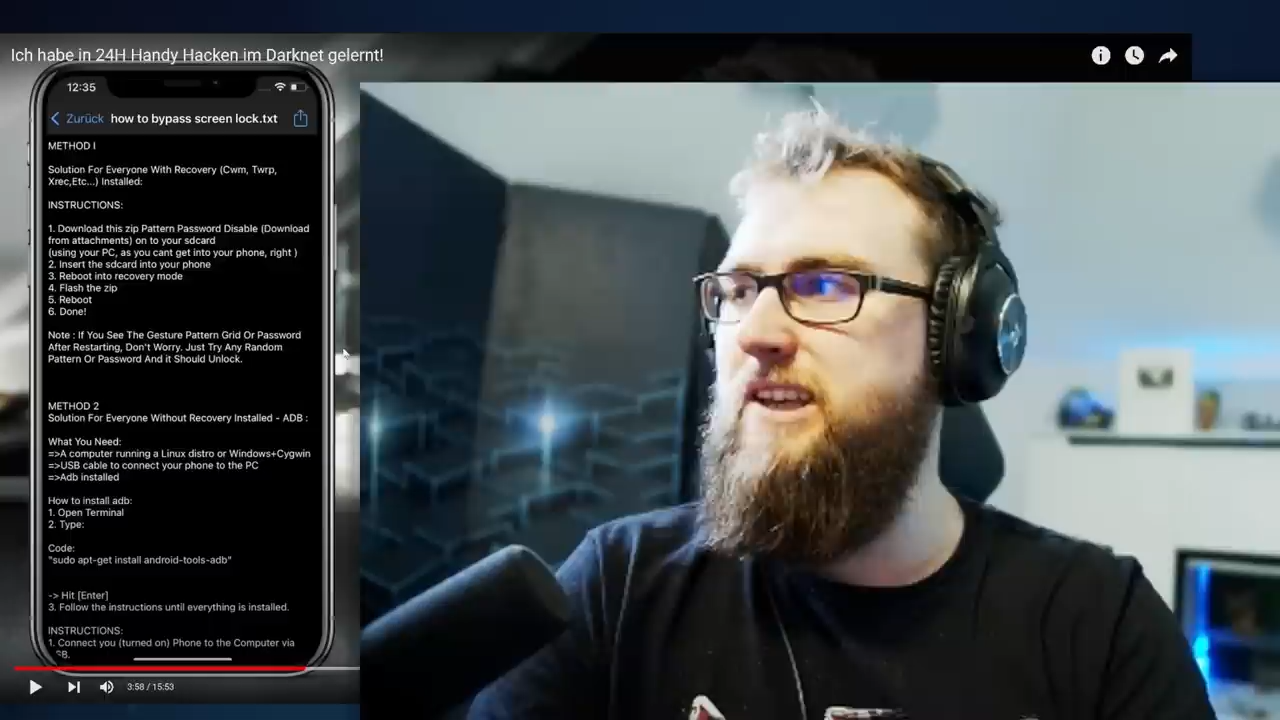 Ich habe in 24H Handy Hacken im Darknet gelernt!
12:35
Zurück how to bypass screen lock.txt
METHOD I
Solution For Everyone With Recovery (Cwm, Twrp,
Xrec,Etc...) Installed:
INSTRUCTIONS:
1. Download this zip Pattern Password Disable (Download
from attachments) on to your sdcard
(using your PC, as you cant get into your phone, right )
2. Insert the sdcard into your phone
3. Reboot into recovery mode
4. Flash the zip
5. Reboot
6. Done!
Note : If You See The Gesture Pattern Grid Or Password
After Restarting, Don't Worry. Just Try Any Random
Pattern Or Password And it Should Unlock.
METHOD 2
Solution For Everyone Without Recovery Installed - ADB :
What You Need:
=>A computer running a Linux distro or Windows+Cygwin
=>USB cable to connect your phone to the PC
=>Adb installed
How to install adb:
1. Open Terminal
2. Type:
Code:
"sudo apt-get install android-tools-adb"
-> Hit [Enter]
3. Follow the instructions until everything is installed.
INSTRUCTIONS:
1. Connect you (turned on) Phone to the Computer via
3:58 / 15:53